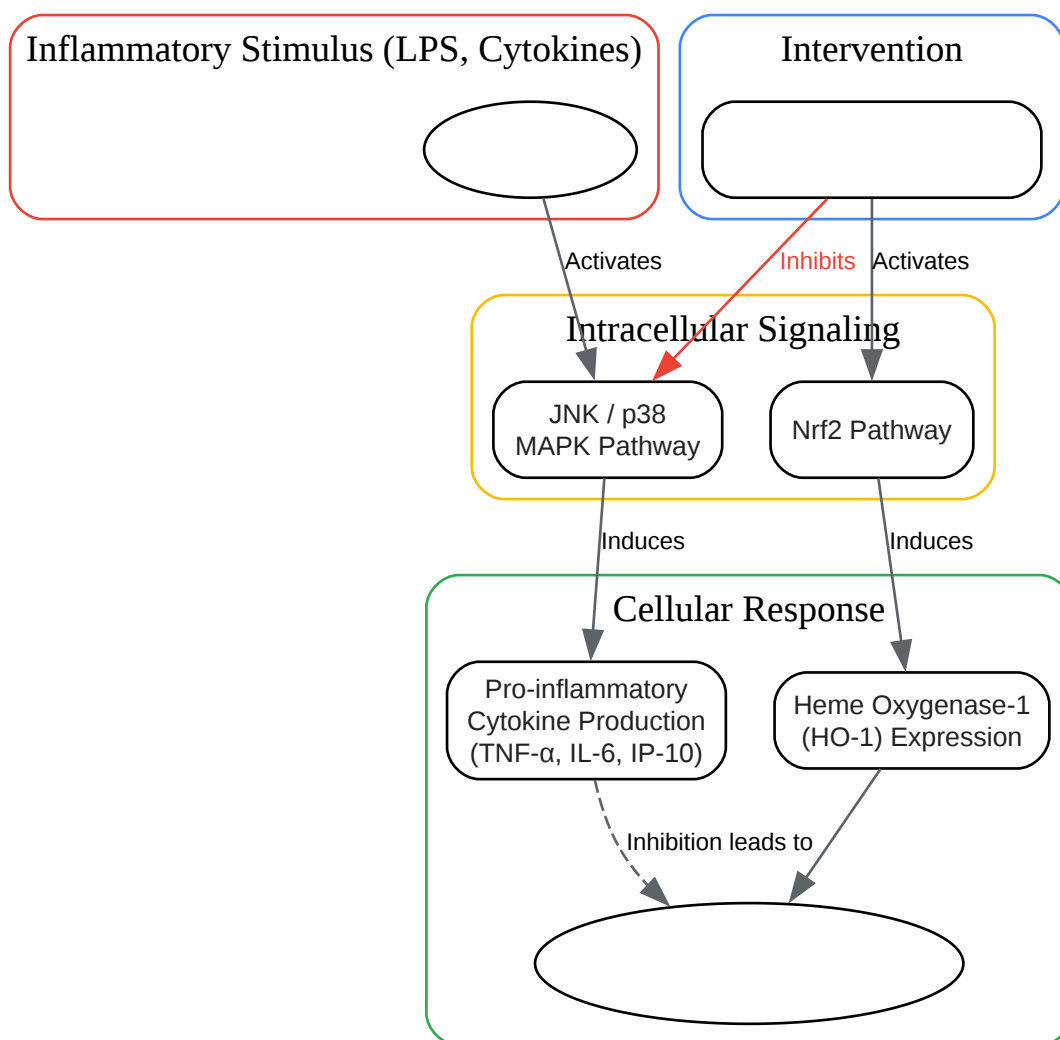 Inflammatory Stimulus (LPS, Cytokines)
Intervention
Activates
Inhibits
Activates
Intracellular Signaling
JNK / p38
MAPK Pathway
Nrf2 Pathway
Induces
Induces
Cellular Response
Pro-inflammatory
Cytokine Production
(TNF-α, IL-6, IP-10)
Heme Oxygenase-1
(HO-1) Expression
Inhibition leads to